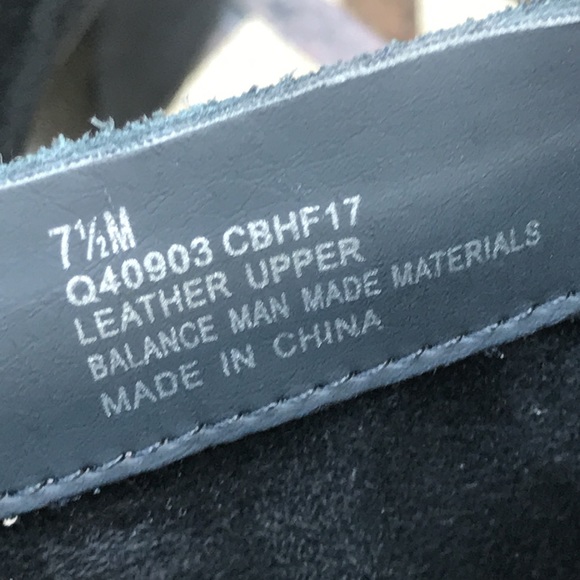 7½M
Q40903 CBHF17
LEATHER UPPER
BALANCE MAN MADE MATERIALS
MADE IN CHINA